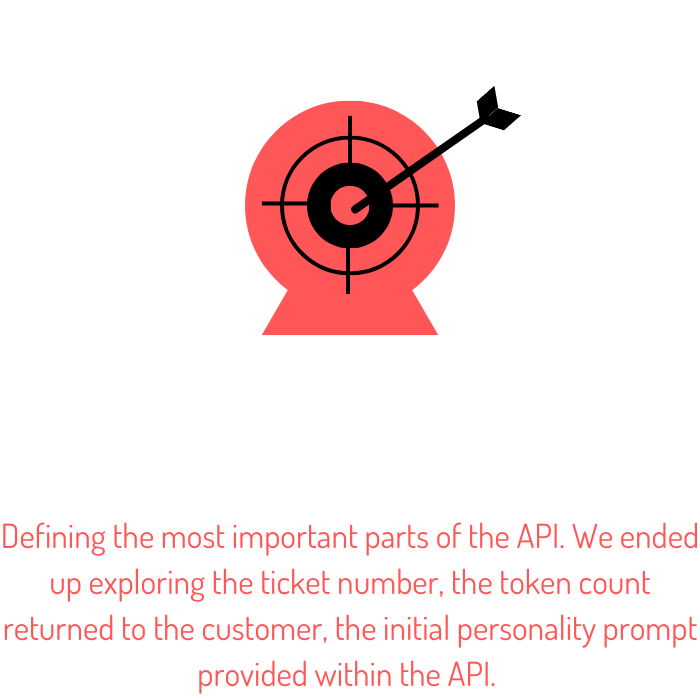 Defining the most important parts of the API. We ended
up exploring the ticket number, the token count
returned to the customer, the initial personality prompt
provided within the API.